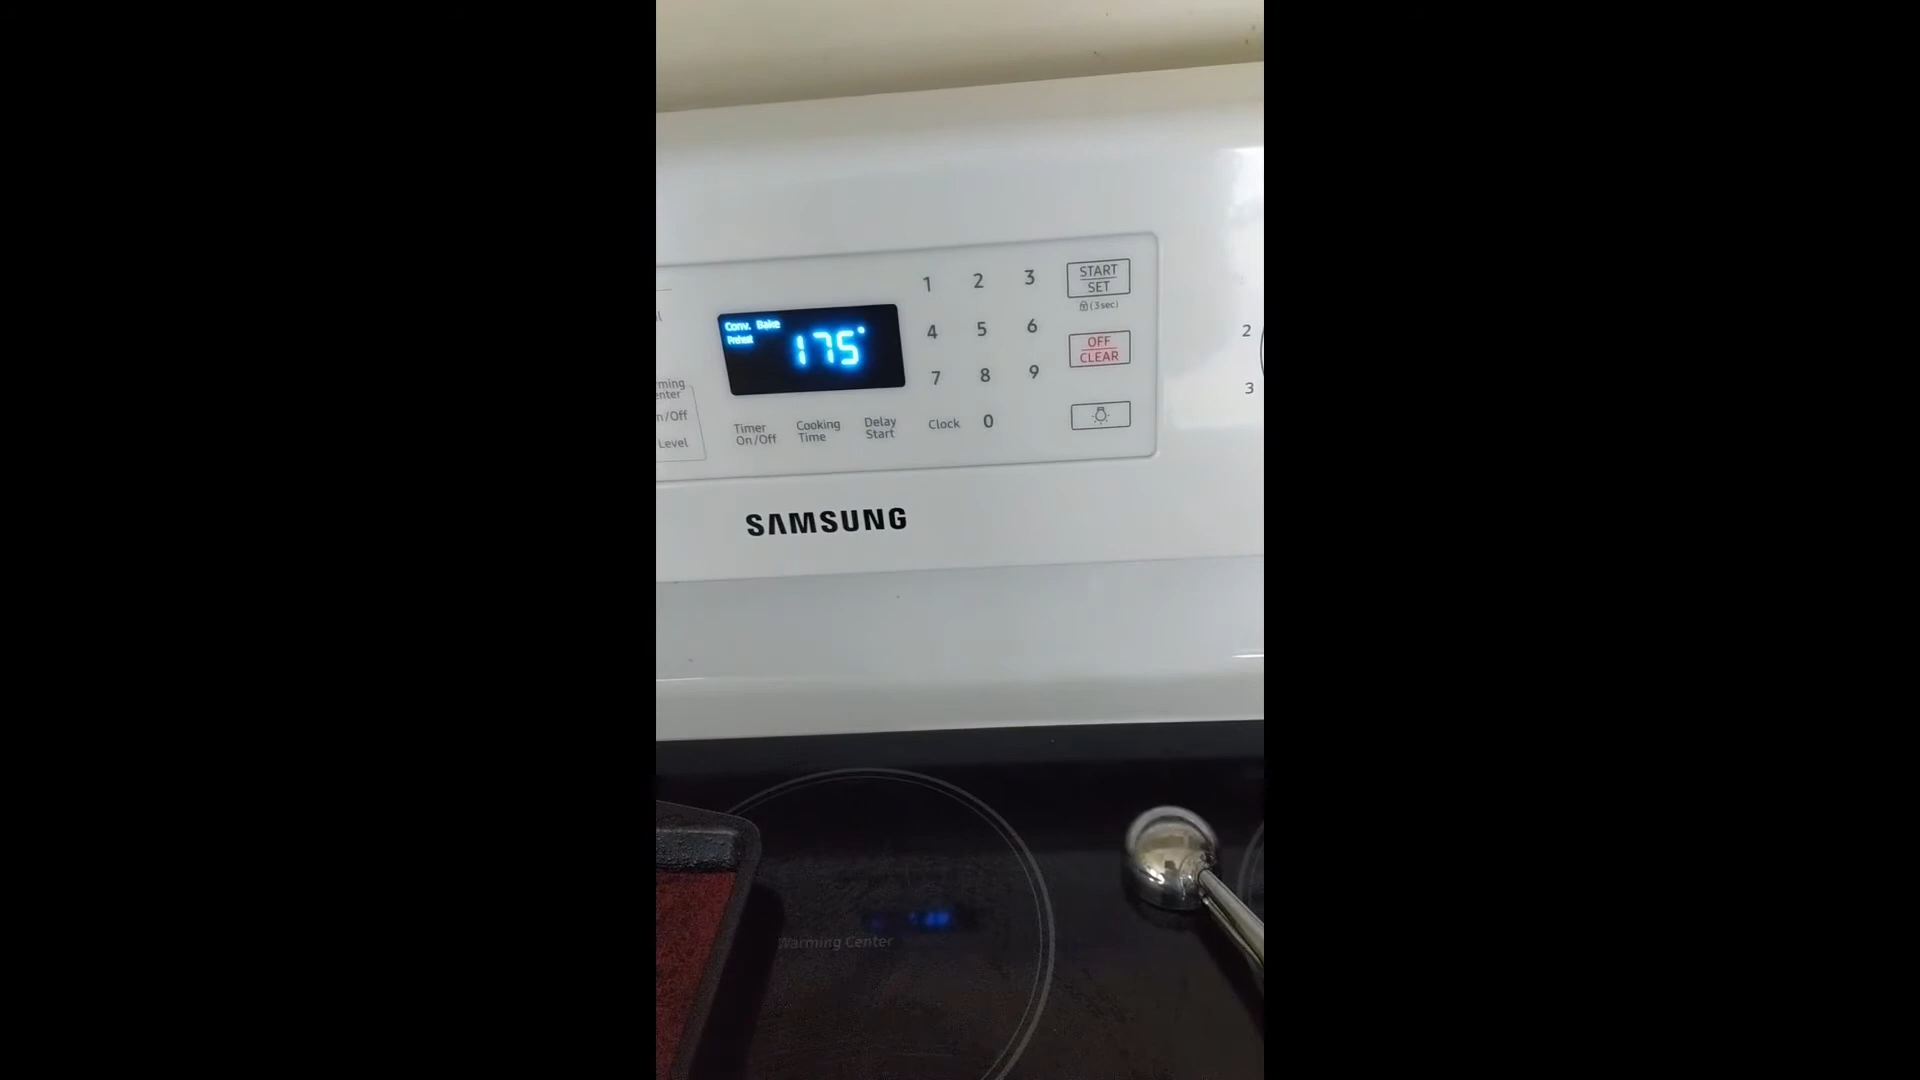 1 2 3
START
SET
(3sec)
Conv. Bake
Preheat
175°
4 5 6
OFF
CLEAR
7 8 9
Timer
On/Off
Cooking
Time
Delay
Start
Clock
0
Level
2
3
SAMSUNG
Warming Center